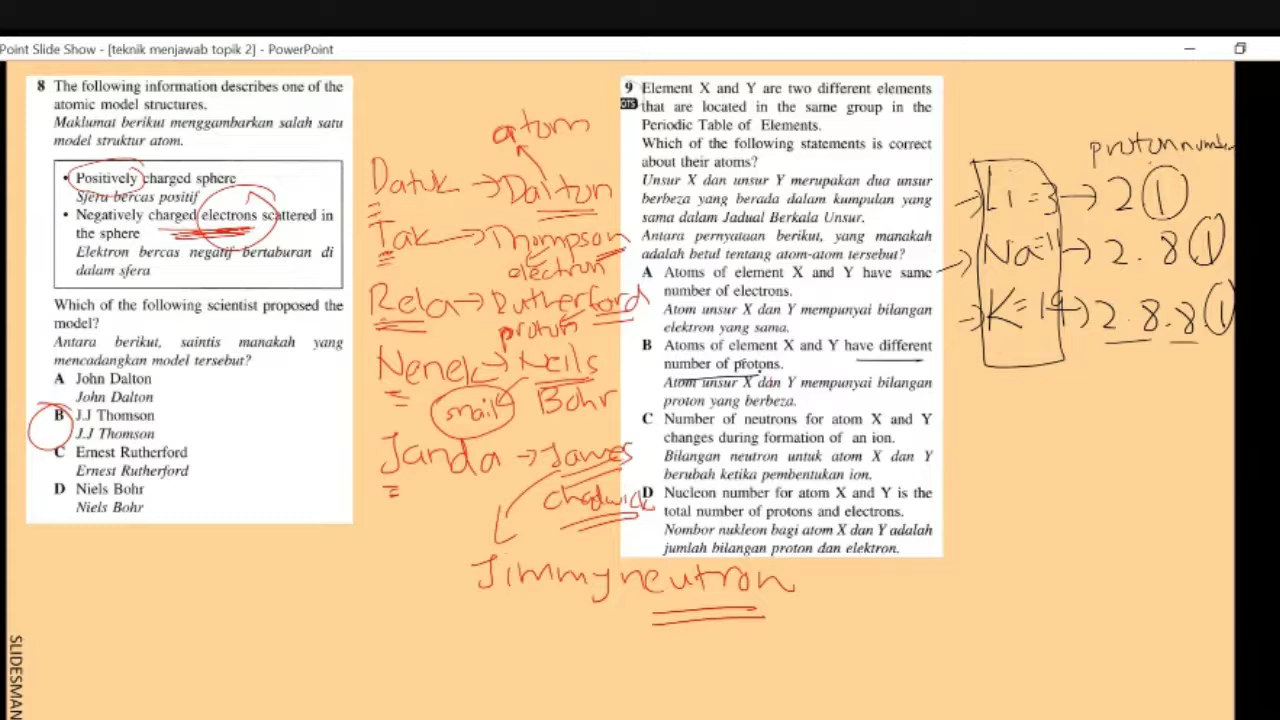 Point Slide Show - [teknik menjawab topik 2] - PowerPoint
8 The following information describes one of the
atomic model structures.
Maklumat berikut menggambarkan salah satu
model struktur atom.
• Positively charged sphere
Sfera bercas positif
• Negatively charged electrons scattered in
the sphere
Elektron bercas negatif bertaburan di
dalam sfera
Which of the following scientist proposed the
model?
Antara berikut, saintis manakah yang
mencadangkan model tersebut?
A John Dalton
John Dalton
B J.J Thomson
J.J Thomson
C Ernest Rutherford
Ernest Rutherford
D Niels Bohr
Niels Bohr
atom
Datuk → Dalton
Tak → Thompson
electron
Rela → Rutherford
proton
Nenek → Neils
Bohr
Janda → James
chadwick
Jimmy neutron
9 Element X and Y are two different elements
that are located in the same group in the
Periodic Table of Elements.
Which of the following statements is correct
about their atoms?
Unsur X dan unsur Y merupakan dua unsur
berbeza yang berada dalam kumpulan yang
sama dalam Jadual Berkala Unsur.
Antara pernyataan berikut, yang manakah
adalah betul tentang atom-atom tersebut?
A Atoms of element X and Y have same
number of electrons.
Atom unsur X dan Y mempunyai bilangan
elektron yang sama.
B Atoms of element X and Y have different
number of protons.
Atom unsur X dan Y mempunyai bilangan
proton yang berbeza.
C Number of neutrons for atom X and Y
changes during formation of an ion.
Bilangan neutron untuk atom X dan Y
berubah ketika pembentukan ion.
D Nucleon number for atom X and Y is the
total number of protons and electrons.
Nombor nukleon bagi atom X dan Y adalah
jumlah bilangan proton dan elektron.
proton number
Li = 3 → 2 1
Na = → 2.8 1
K = 19 → 2.8.8 1
SLIDESMAN